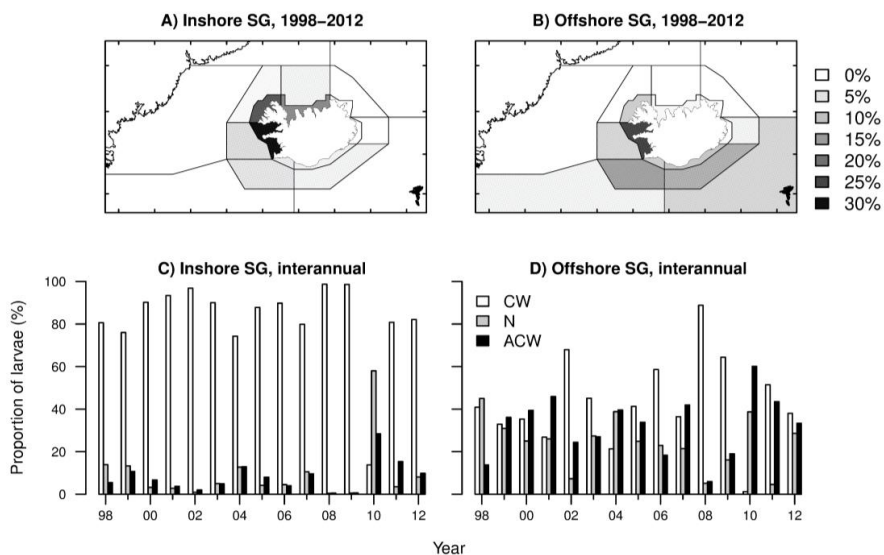 A) Inshore SG, 1998−2012
B) Offshore SG, 1998−2012
0%
5%
10%
15%
20%
25%
30%
C) Inshore SG, interannual
D) Offshore SG, interannual
Proportion of larvae (%)
100
80
60
40
20
0
CW
N
ACW
98 00 02 04 06 08 10 12
98 00 02 04 06 08 10 12
Year